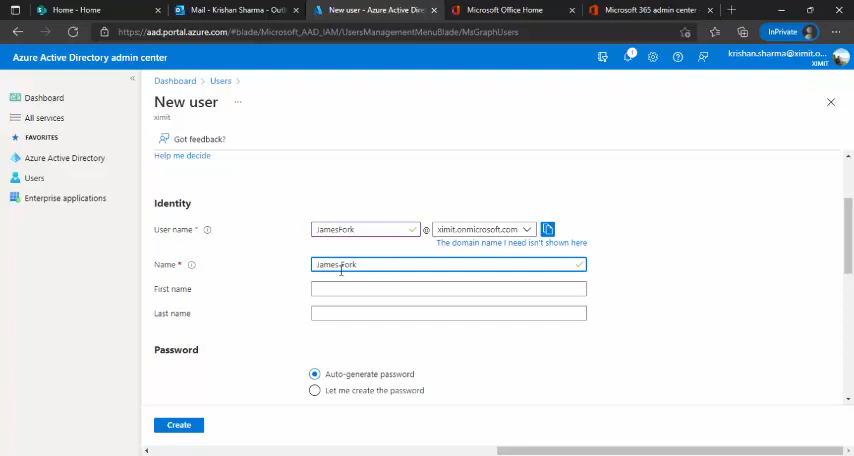 Home - Home
Mail - Krishan Sharma - Outl
New user - Azure Active Direc
Microsoft Office Home
Microsoft 365 admin center
https://aad.portal.azure.com/#blade/Microsoft_AAD_IAM/UsersManagementMenuBlade/MsGraphUsers
InPrivate
Azure Active Directory admin center
1
krishan.sharma@ximit.o...
XIMIT
Dashboard
All services
FAVORITES
Azure Active Directory
Users
Enterprise applications
Dashboard > Users >
New user ...
ximit
Got feedback?
Help me decide
Identity
User name * JamesFork @ ximit.onmicrosoft.com
The domain name I need isn't shown here
Name * James Fork
First name
Last name
Password
Auto-generate password
Let me create the password
Create